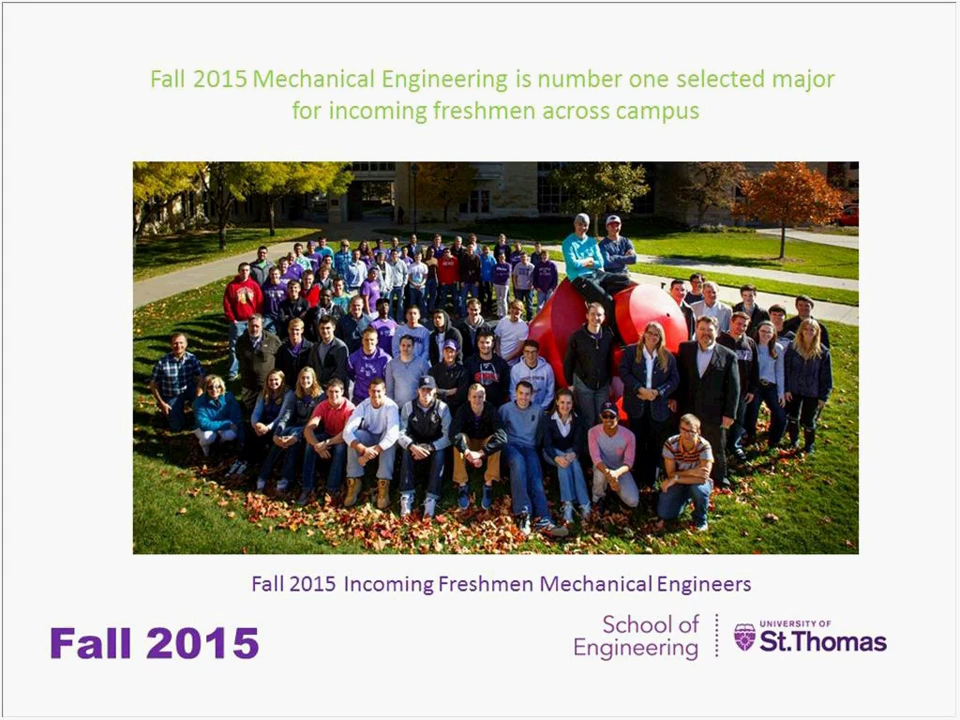 Fall 2015 Mechanical Engineering is number one selected major
for incoming freshmen across campus
Fall 2015 Incoming Freshmen Mechanical Engineers
Fall 2015
School of
Engineering
UNIVERSITY OF
St.Thomas